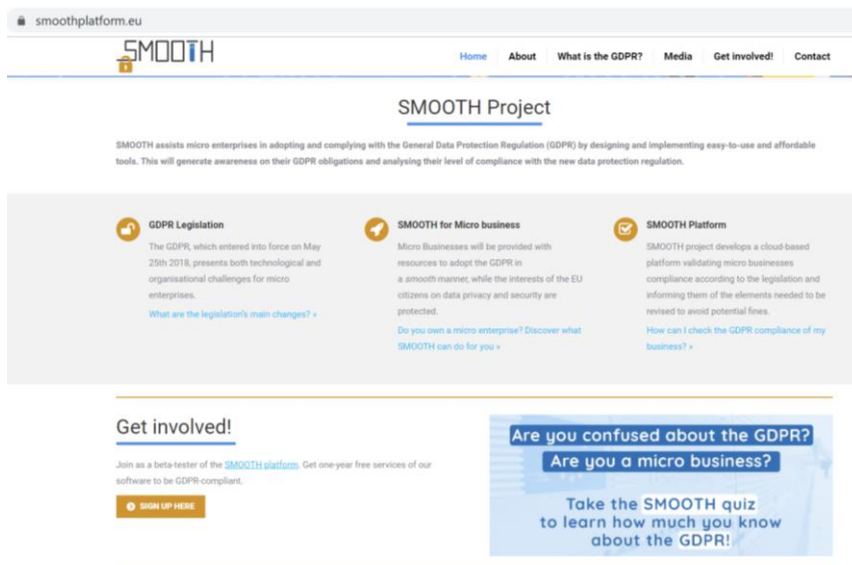 smoothplatform.eu
SMOOTH
Home About What is the GDPR? Media Get involved! Contact
SMOOTH Project
SMOOTH assists micro enterprises in adopting and complying with the General Data Protection Regulation (GDPR) by designing and implementing easy-to-use and affordable
tools. This will generate awareness on their GDPR obligations and analysing their level of compliance with the new data protection regulation.
GDPR Legislation
The GDPR, which entered into force on May
25th 2018, presents both technological and
organisational challenges for micro
enterprises.
What are the legislation's main changes? »
SMOOTH for Micro business
Micro Businesses will be provided with
resources to adopt the GDPR in
a smooth manner, while the interests of the EU
citizens on data privacy and security are
protected.
Do you own a micro enterprise? Discover what
SMOOTH can do for you »
SMOOTH Platform
SMOOTH project develops a cloud-based
platform validating micro businesses
compliance according to the legislation and
informing them of the elements needed to be
revised to avoid potential fines.
How can I check the GDPR compliance of my
business? »
Get involved!
Join as a beta-tester of the SMOOTH platform. Get one-year free services of our
software to be GDPR-compliant.
SIGN UP HERE
Are you confused about the GDPR?
Are you a micro business?
Take the SMOOTH quiz
to learn how much you know
about the GDPR!